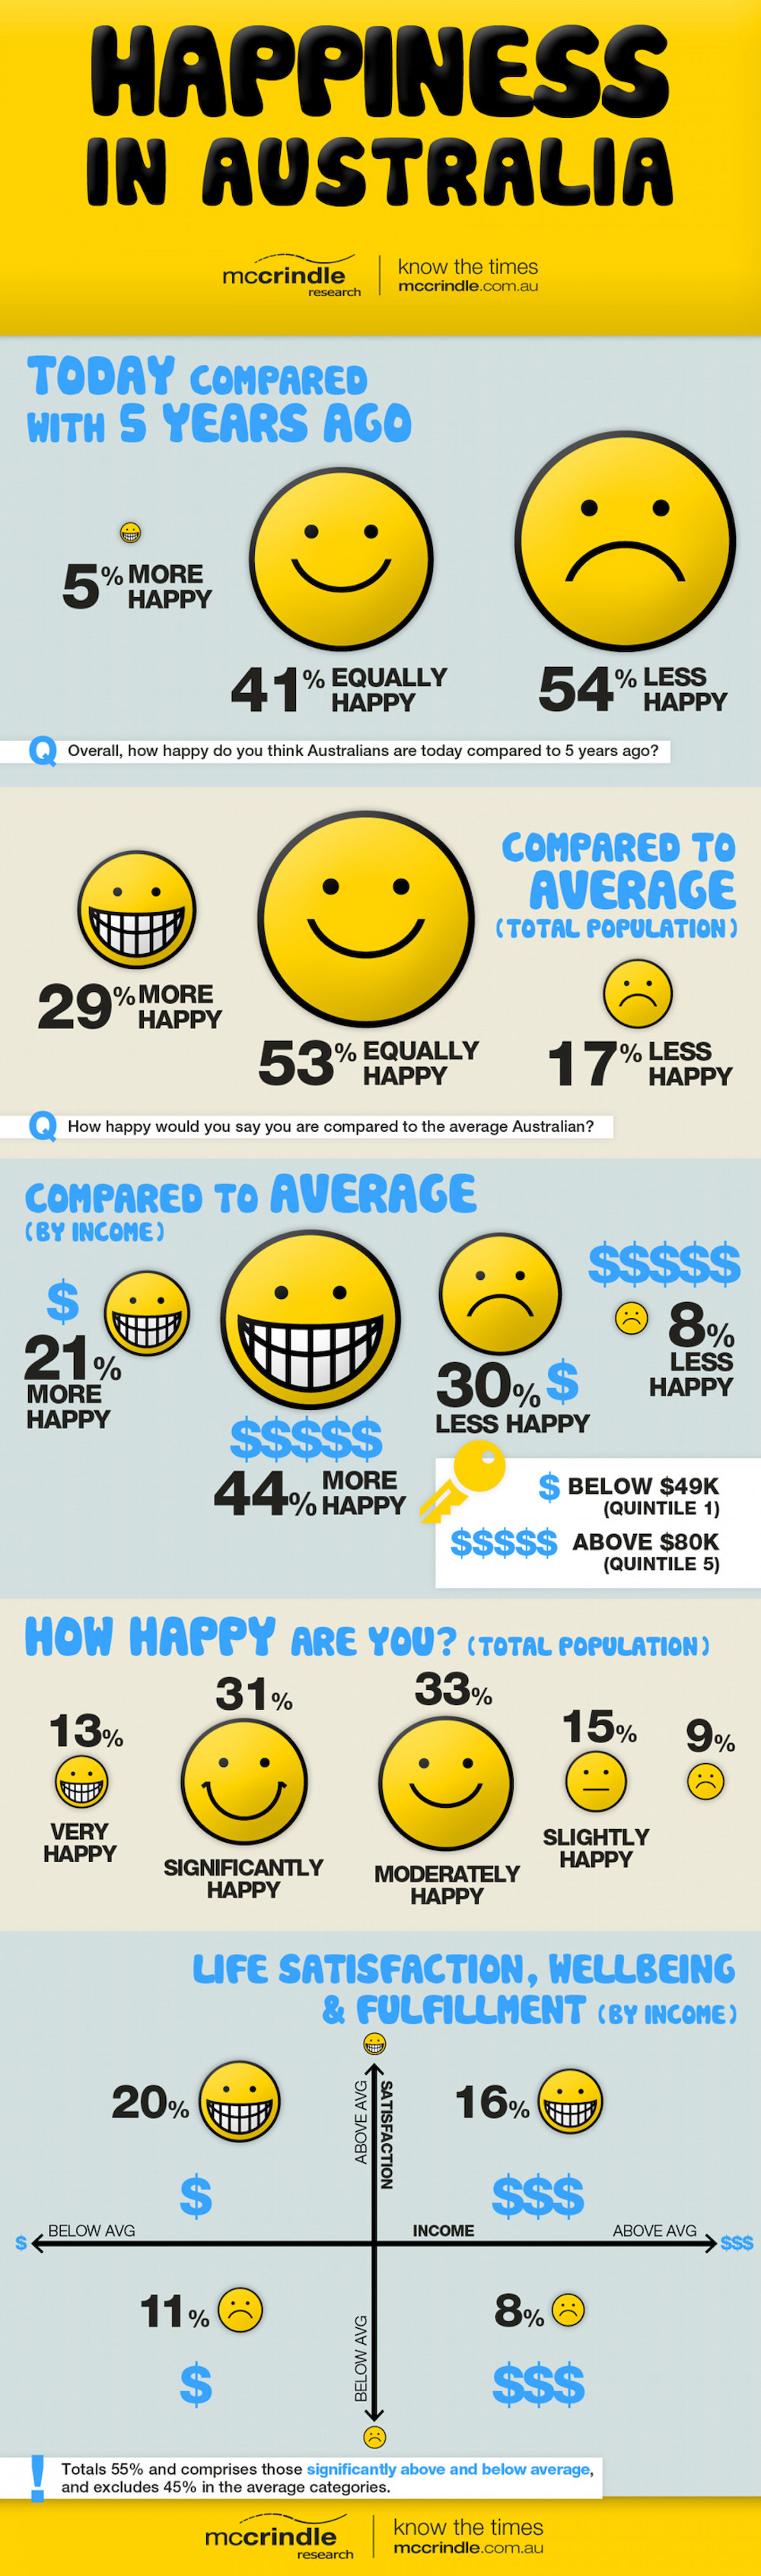 HAPPINESS
IN AUSTRALIA
mccrindle
research
know the times
mccrindle.com.au
TODAY COMPARED
WITH 5 YEARS AGO
5% MORE
HAPPY
41% EQUALLY
HAPPY
54% LESS
HAPPY
Q Overall, how happy do you think Australians are today compared to 5 years ago?
COMPARED TO
AVERAGE
(TOTAL POPULATION)
29% MORE
HAPPY
53% EQUALLY
HAPPY
17% LESS
HAPPY
Q How happy would you say you are compared to the average Australian?
COMPARED TO AVERAGE
(BY INCOME)
$
21%
MORE
HAPPY
$$$$$
44% MORE
HAPPY
30% $
LESS HAPPY
$$$$$
8%
LESS
HAPPY
$ BELOW $49K
(QUINTILE 1)
$$$$$ ABOVE $80K
(QUINTILE 5)
HOW HAPPY ARE YOU? (TOTAL POPULATION)
13%
VERY
HAPPY
31%
SIGNIFICANTLY
HAPPY
33%
MODERATELY
HAPPY
15%
SLIGHTLY
HAPPY
9%
LIFE SATISFACTION, WELLBEING
& FULFILLMENT (BY INCOME)
20%
$
ABOVE AVG
SATISFACTION
16%
$$$
$ BELOW AVG
INCOME
ABOVE AVG $$$
11%
$
BELOW AVG
8%
$$$
! Totals 55% and comprises those significantly above and below average,
and excludes 45% in the average categories.
mccrindle
research
know the times
mccrindle.com.au